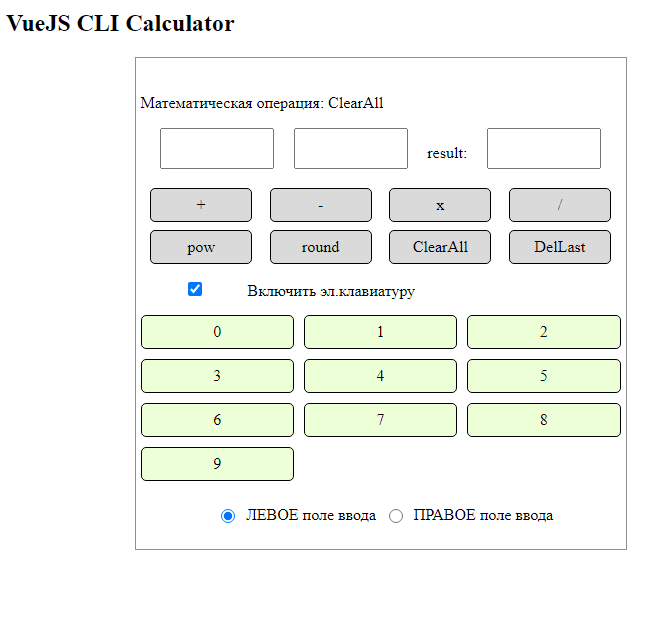 VueJS CLI Calculator
Математическая операция: ClearAll
result:
+ - x /
pow round ClearAll DelLast
Включить эл.клавиатуру
0 1 2
3 4 5
6 7 8
9
ЛЕВОЕ поле ввода ПРАВОЕ поле ввода